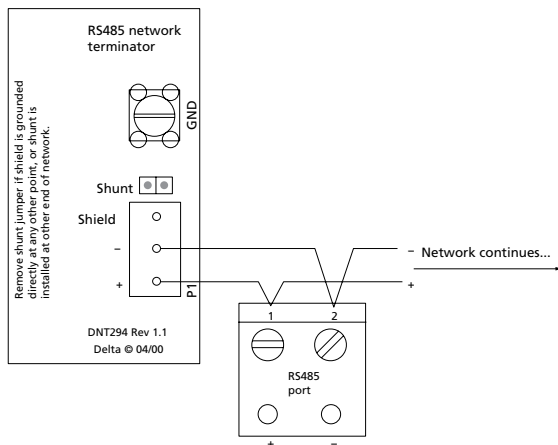 RS485 network
terminator
GND
Remove shunt jumper if shield is grounded
directly at any other point, or shunt is
installed at other end of network.
Shunt
Shield
–
+
P1
DNT294 Rev 1.1
Delta © 04/00
– Network continues...
+
1 2
RS485
port
+ –